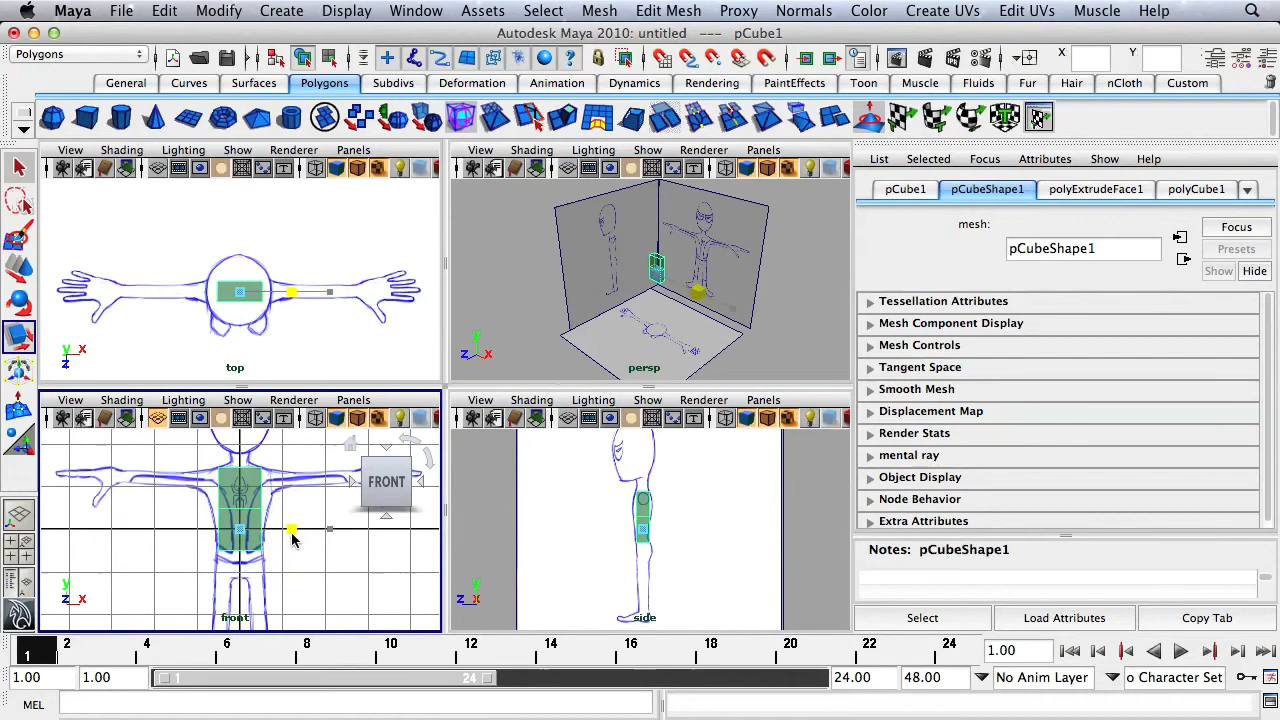 Maya File Edit Modify Create Display Window Assets Select Mesh Edit Mesh Proxy Normals Color Create UVs Edit UVs Muscle Help
Autodesk Maya 2010: untitled --- pCube1
Polygons X Y
General Curves Surfaces Polygons Subdivs Deformation Animation Dynamics Rendering PaintEffects Toon Muscle Fluids Fur Hair nCloth Custom
View Shading Lighting Show Renderer Panels
View Shading Lighting Show Renderer Panels
List Selected Focus Attributes Show Help
pCube1 pCubeShape1 polyExtrudeFace1 polyCube1
mesh: pCubeShape1
Focus
Presets
Show Hide
Tessellation Attributes
Mesh Component Display
Mesh Controls
Tangent Space
Smooth Mesh
Displacement Map
Render Stats
mental ray
Object Display
Node Behavior
Extra Attributes
Notes: pCubeShape1
Select Load Attributes Copy Tab
y x z
top
y z x
persp
View Shading Lighting Show Renderer Panels
View Shading Lighting Show Renderer Panels
FRONT
y z x
front
y z x
side
1 2 4 6 8 10 12 14 16 18 20 22 24 1.00
1.00 1.00 1 24 24.00 48.00 No Anim Layer o Character Set
MEL